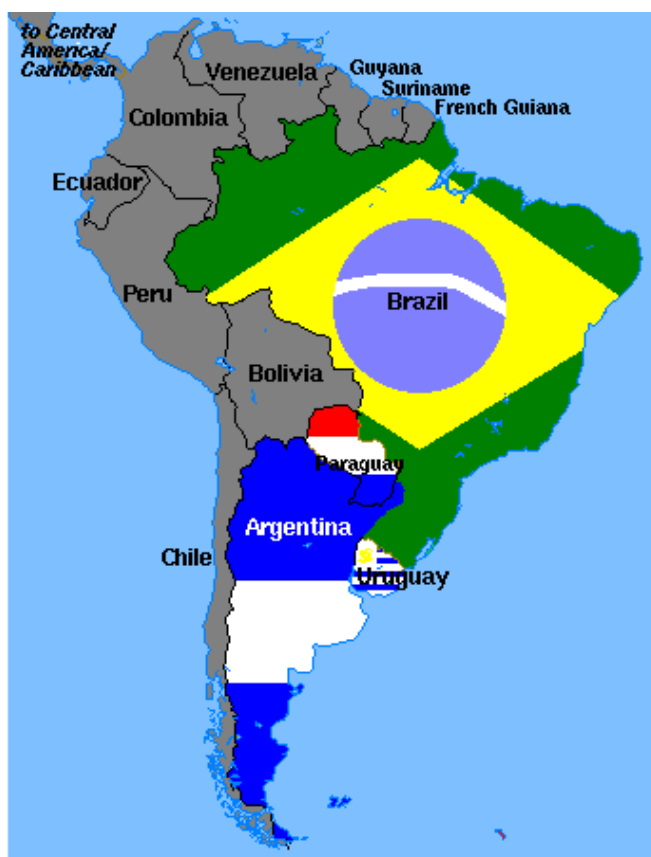 to Central
America/
Caribbean
Venezuela
Guyana
Suriname
French Guiana
Colombia
Ecuador
Peru
Brazil
Bolivia
Paraguay
Argentina
Chile
Uruguay